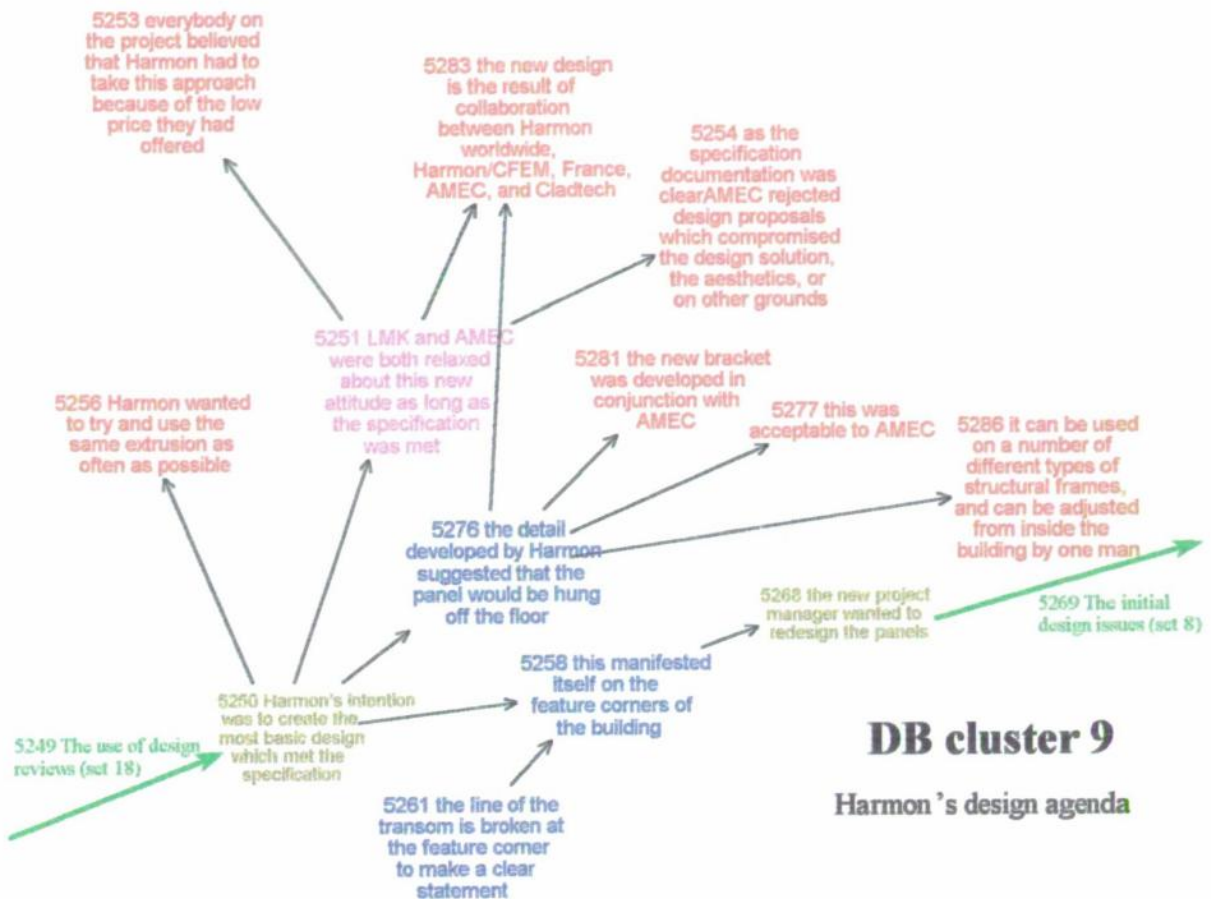 5253 everybody on
the project believed
that Harmon had to
take this approach
because of the low
price they had
offered
5283 the new design
is the result of
collaboration
between Harmon
worldwide,
Harmon/CFEM, France,
AMEC, and Cladtech
5254 as the
specification
documentation was
clearAMEC rejected
design proposals
which compromised
the design solution,
the aesthetics, or
on other grounds
5251 LMK and AMEC
were both relaxed
about this new
attitude as long as
the specification
was met
5256 Harmon wanted
to try and use the
same extrusion as
often as possible
5281 the new bracket
was developed in
conjunction with
AMEC
5277 this was
acceptable to AMEC
5286 it can be used
on a number of
different types of
structural frames,
and can be adjusted
from inside the
building by one man
5276 the detail
developed by Harmon
suggested that the
panel would be hung
off the floor
5268 the new project
manager wanted to
redesign the panels
5269 The initial
design issues (set 8)
5258 this manifested
itself on the
feature corners of
the building
5250 Harmon's intention
was to create the
most basic design
which met the
specification
5249 The use of design
reviews (set 18)
5261 the line of the
transom is broken at
the feature corner
to make a clear
statement
DB cluster 9
Harmon's design agenda